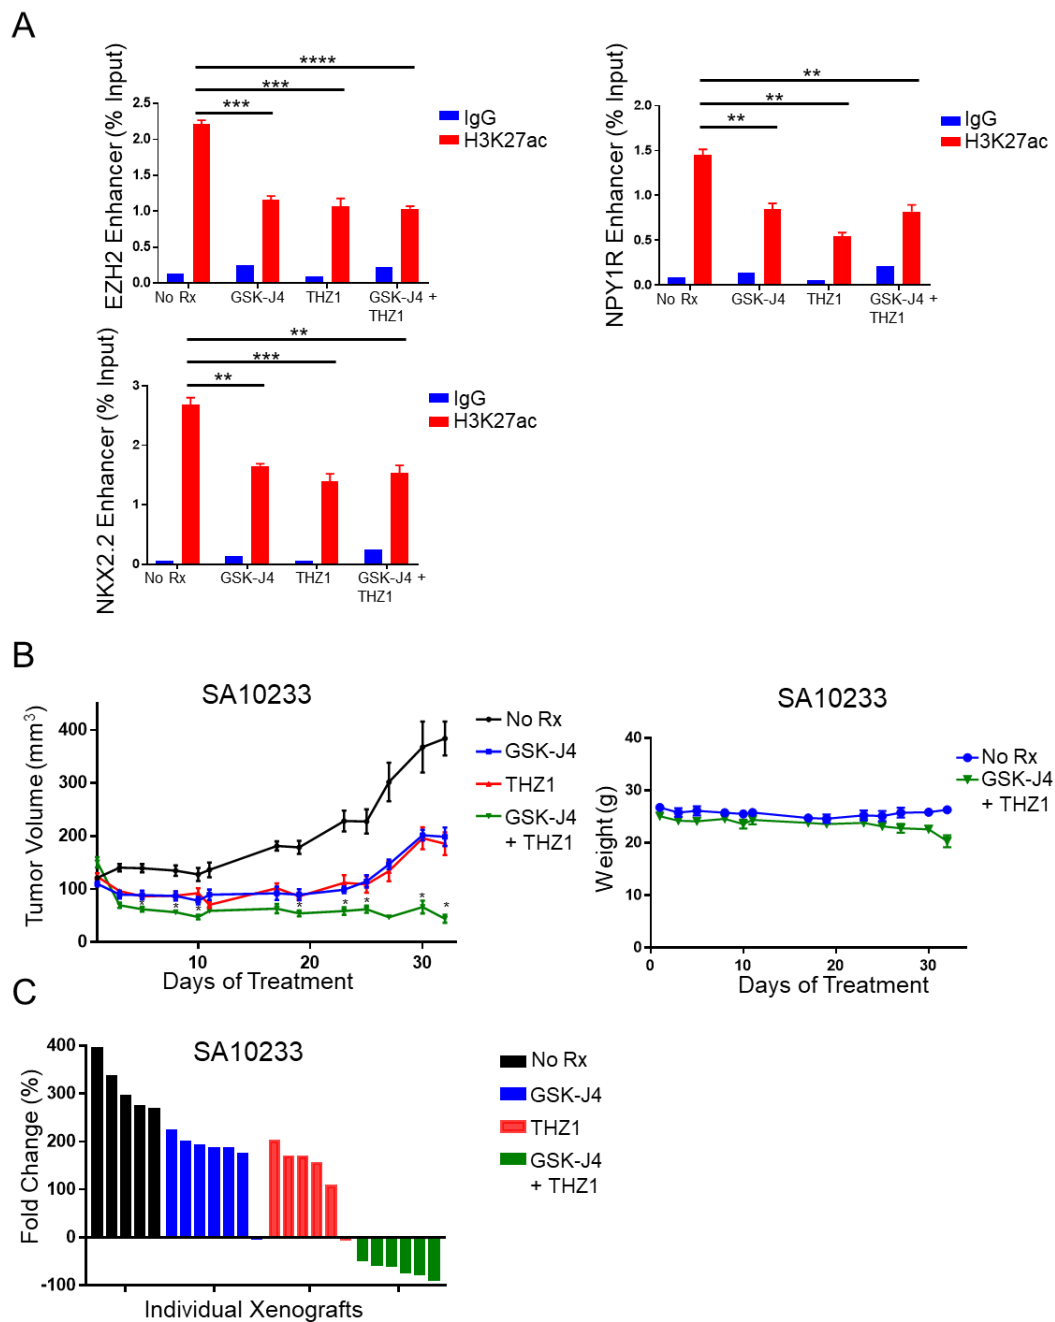 A
EZH2 Enhancer (% Input)
2.5
2.0
1.5
1.0
0.5
0.0
****
***
***
IgG
H3K27ac
No Rx
GSK-J4
THZ1
GSK-J4 +
THZ1
NPY1R Enhancer (% Input)
2.0
1.5
1.0
0.5
0.0
**
**
**
IgG
H3K27ac
No Rx
GSK-J4
THZ1
GSK-J4 +
THZ1
NKX2.2 Enhancer (% Input)
3
2
1
0
**
***
**
IgG
H3K27ac
No Rx
GSK-J4
THZ1
GSK-J4 +
THZ1
B
SA10233
Tumor Volume (mm³)
400
300
200
100
0
10
20
30
Days of Treatment
* * * * * * * *
No Rx
GSK-J4
THZ1
GSK-J4
+ THZ1
SA10233
Weight (g)
40
30
20
10
0
0
10
20
30
Days of Treatment
No Rx
GSK-J4
+ THZ1
C
SA10233
Fold Change (%)
400
300
200
100
0
-100
Individual Xenografts
No Rx
GSK-J4
THZ1
GSK-J4
+ THZ1